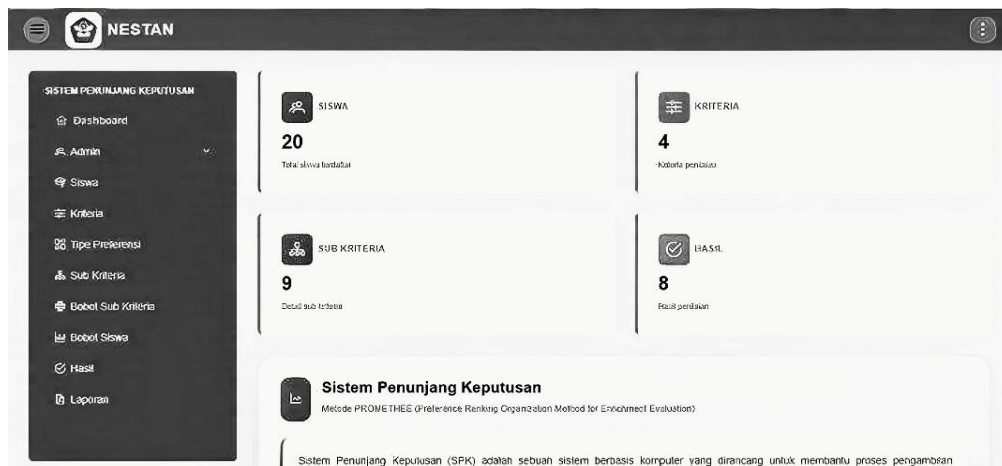 NESTAN
SISTEM PENUNJANG KEPUTUSAN
Dashboard
Admin
Siswa
Kriteria
Tipe Preferensi
Sub Kriteria
Bobot Sub Kriteria
Bobot Siswa
Hasil
Laporan
SISWA
20
Total siswa terdaftar
KRITERIA
4
Kriteria penilaian
SUB KRITERIA
9
Detail sub kriteria
HASIL
8
Hasil penilaian
Sistem Penunjang Keputusan
Metode PROMETHEE (Preference Ranking Organization Method for Enrichment Evaluation)
Sistem Penunjang Keputusan (SPK) adalah sebuah sistem berbasis komputer yang dirancang untuk membantu proses pengambilan